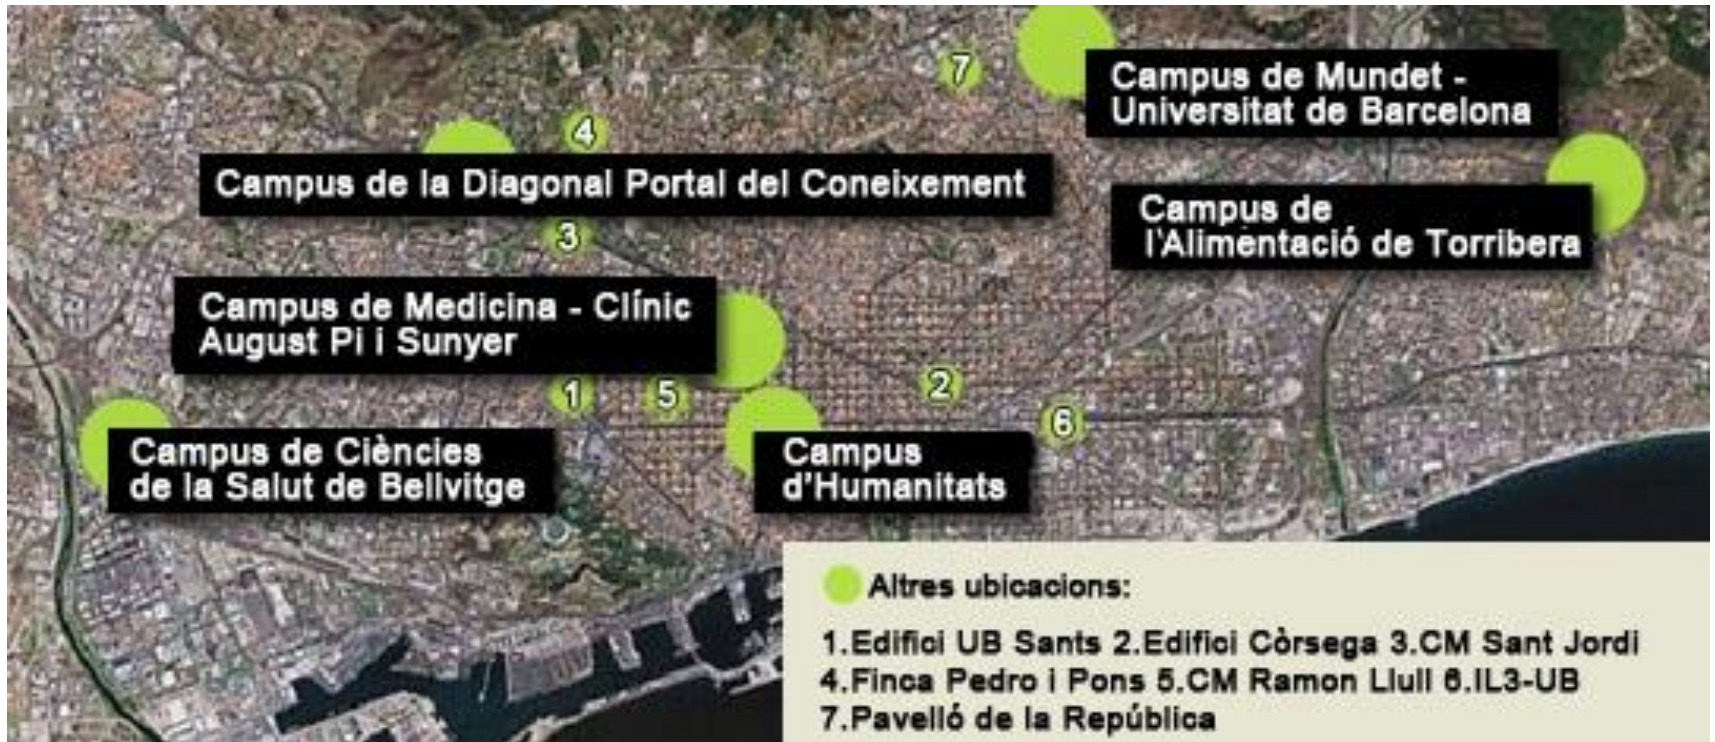 7
Campus de Mundet -
Universitat de Barcelona
4
Campus de la Diagonal Portal del Coneixement
Campus de
l'Alimentació de Torribera
3
Campus de Medicina - Clínic
August Pi i Sunyer
1
5
2
6
Campus de Ciències
de la Salut de Bellvitge
Campus
d'Humanitats
Altres ubicacions:
1.Edifici UB Sants 2.Edifici Còrsega 3.CM Sant Jordi
4.Finca Pedro i Pons 5.CM Ramon Llull 6.IL3-UB
7.Pavelló de la República